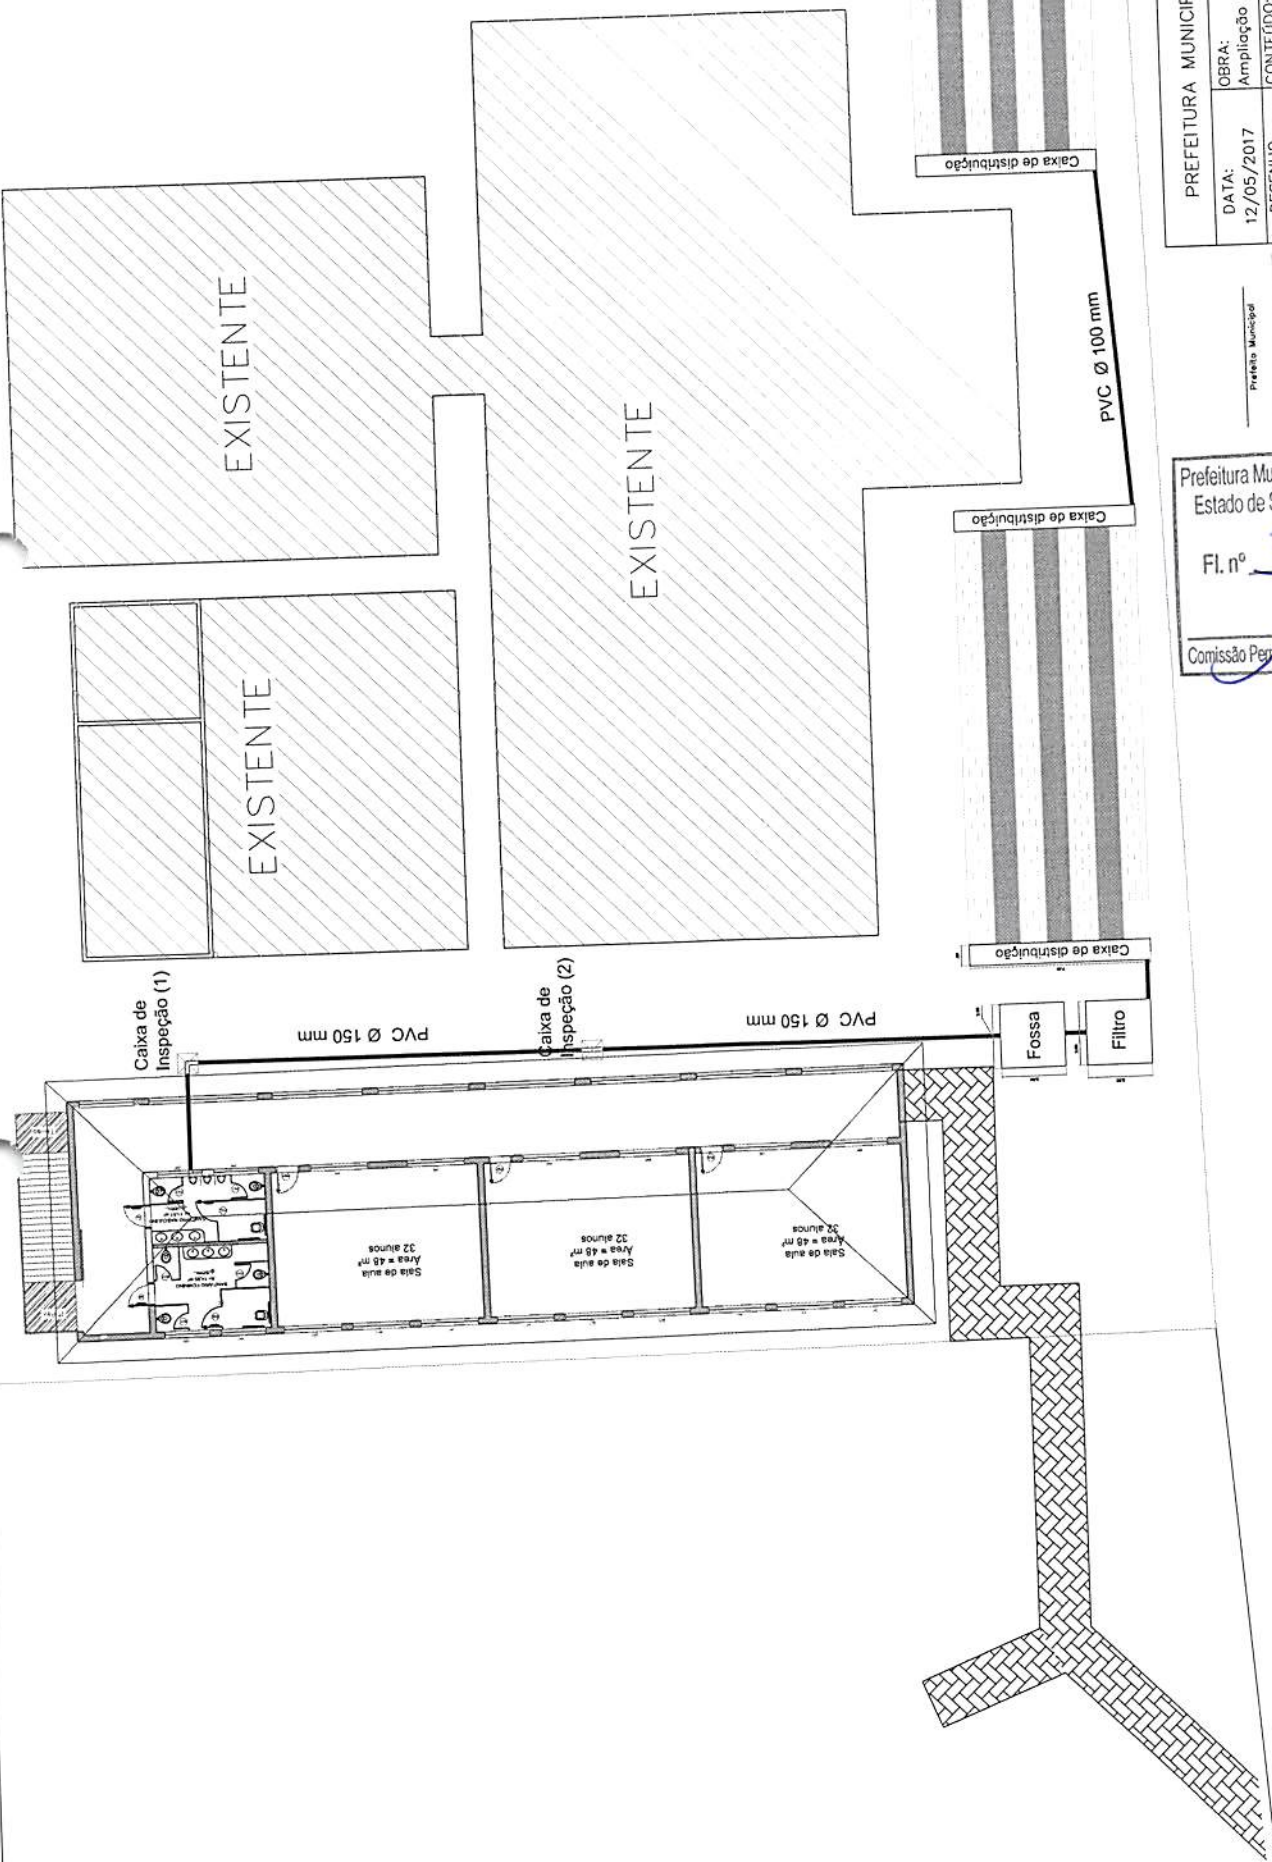 EXISTENTE
EXISTENTE
EXISTENTE
Caixa de
Inspeção (1)
PVC Ø 150 mm
Caixa de
Inspeção (2)
PVC Ø 150 mm
Fossa
Filtro
Caixa de distribuição
Caixa de distribuição
PVC Ø 100 mm
Caixa de distribuição
Sala de aula
Área = 48 m²
32 alunos
Sala de aula
Área = 48 m²
32 alunos
Sala de aula
Área = 48 m²
32 alunos
PREFEITURA MUNICIP
DATA:
12/05/2017
OBRA:
Ampliação
CONTEÚDO:
Prefeito Municipal
Prefeitura Mu
Estado de S
Fl. nº
Comissão Per